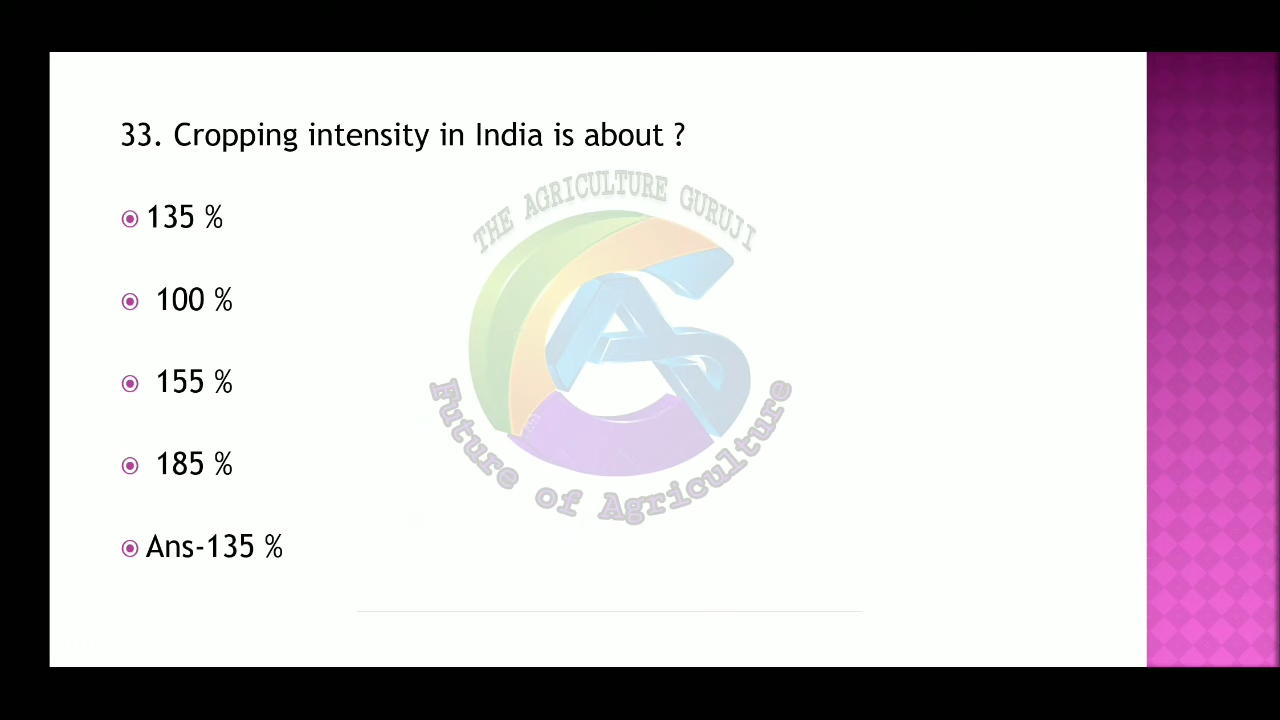 33. Cropping intensity in India is about ?
135 %
100 %
155 %
185 %
Ans-135 %
THE AGRICULTURE GURUJI
Future of Agriculture